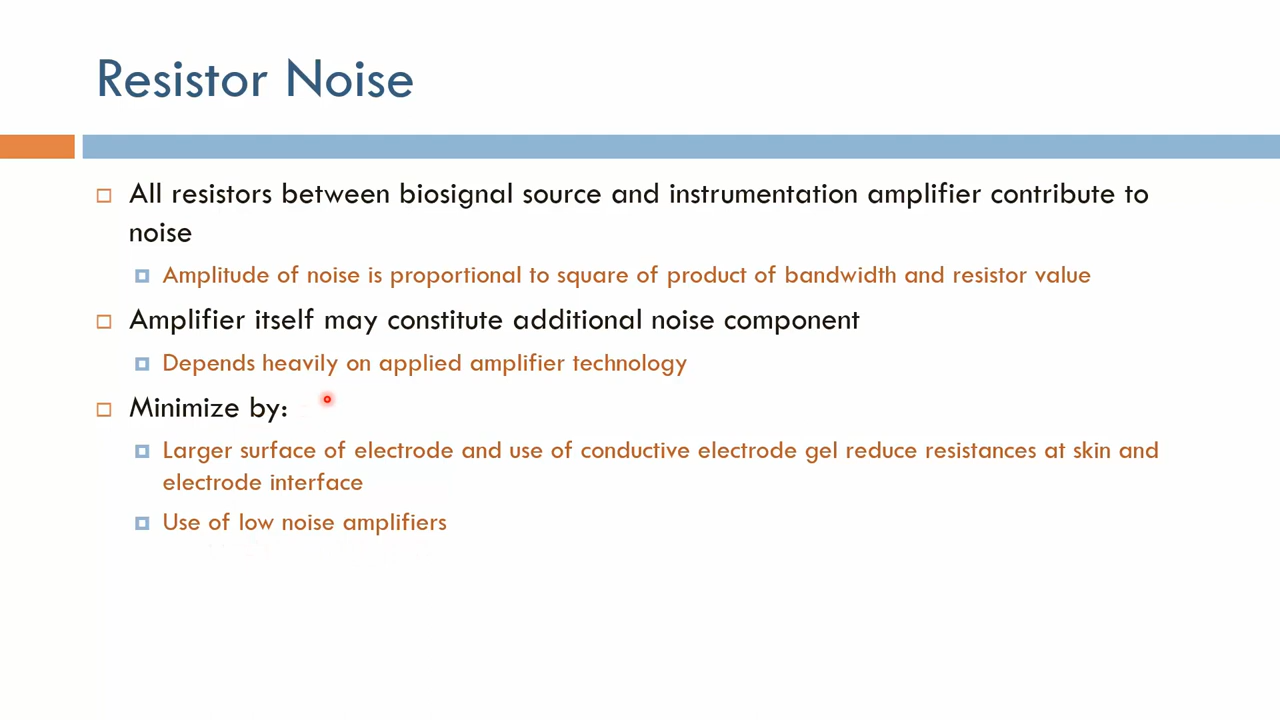 Resistor Noise
All resistors between biosignal source and instrumentation amplifier contribute to
noise
Amplitude of noise is proportional to square of product of bandwidth and resistor value
Amplifier itself may constitute additional noise component
Depends heavily on applied amplifier technology
Minimize by:
Larger surface of electrode and use of conductive electrode gel reduce resistances at skin and
electrode interface
Use of low noise amplifiers